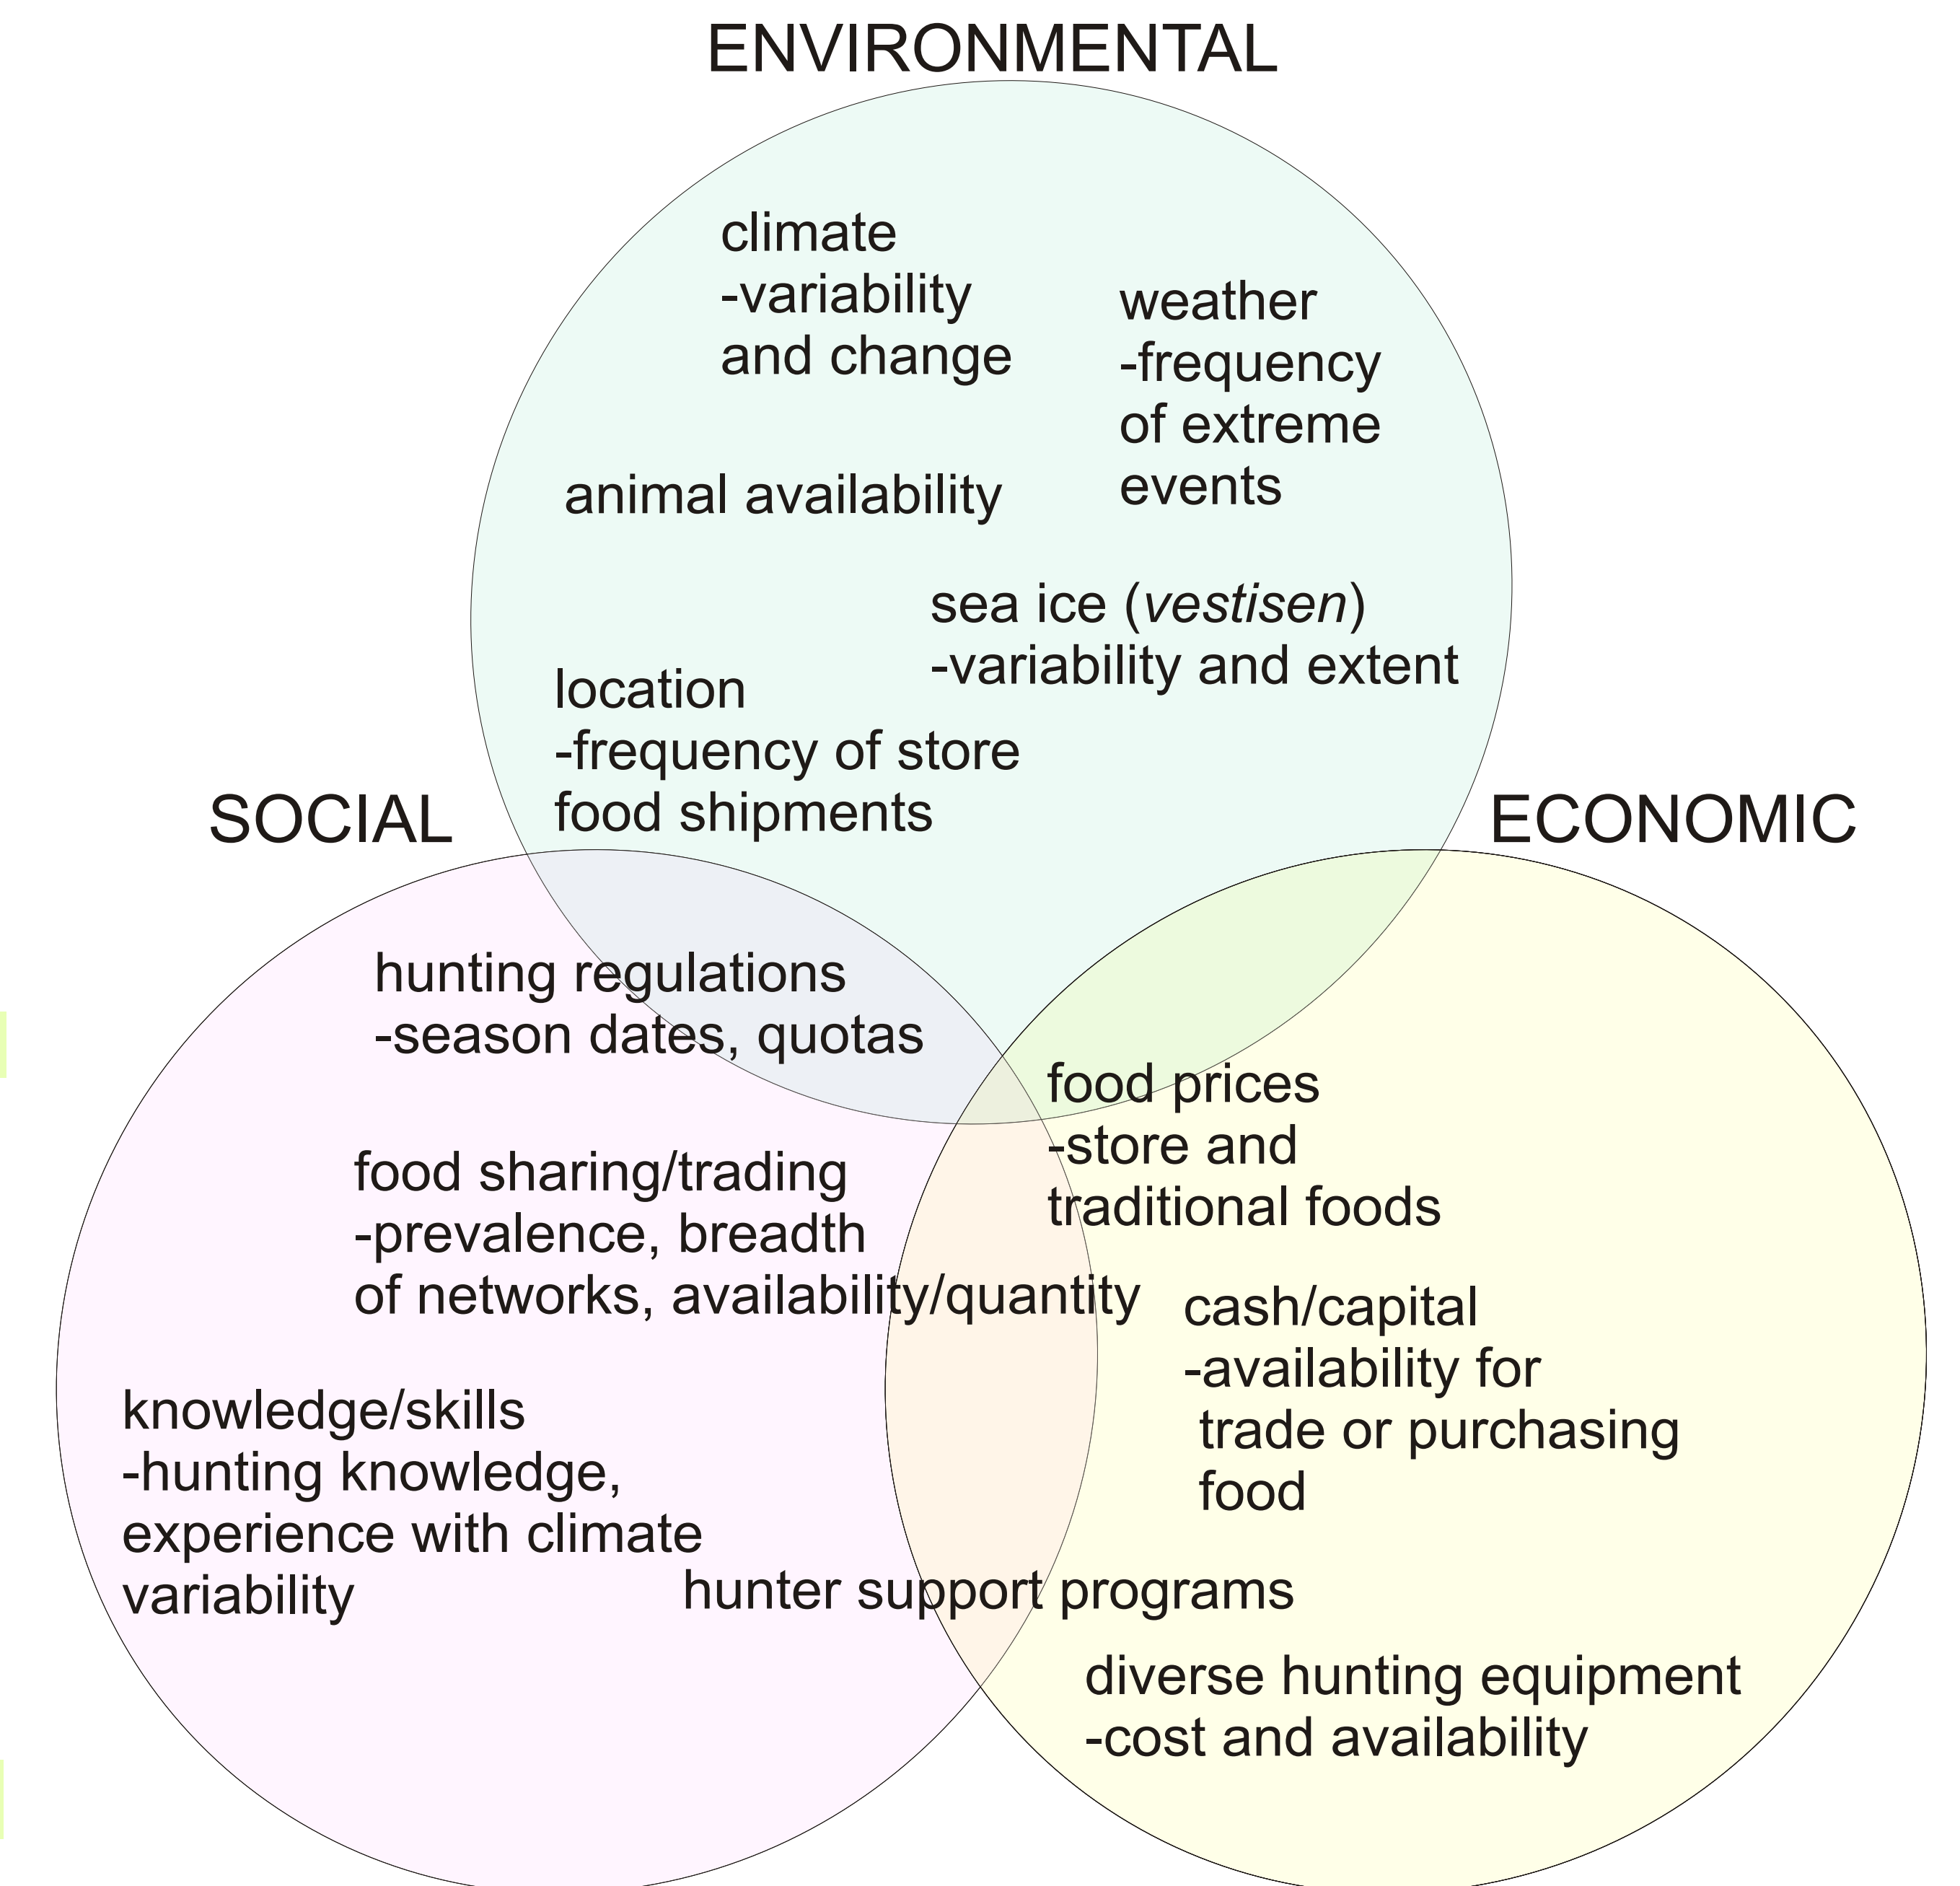 ENVIRONMENTAL
climate
-variability
and change
weather
-frequency
of extreme
events
animal availability
sea ice (vestisen)
-variability and extent
location
-frequency of store
food shipments
SOCIAL
ECONOMIC
hunting regulations
-season dates, quotas
food prices
-store and
traditional foods
food sharing/trading
-prevalence, breadth
of networks, availability/quantity
cash/capital
-availability for
trade or purchasing
food
knowledge/skills
-hunting knowledge,
experience with climate
variability
hunter support programs
diverse hunting equipment
-cost and availability